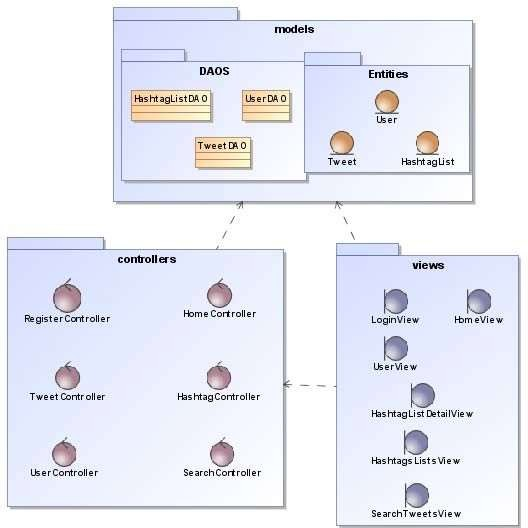 models
DAOS
Entities
HashtagListDAO
UserDAO
TweetDAO
User
Tweet
HashtagList
controllers
RegisterController
HomeController
TweetController
HashtagController
UserController
SearchController
views
LoginView
HomeView
UserView
HashtagListDetailView
HashtagsListsView
SearchTweetsView